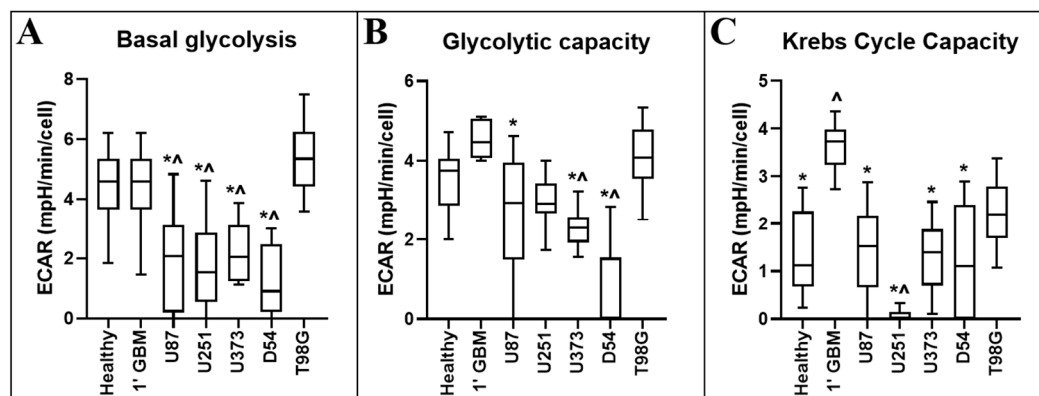 A
Basal glycolysis
ECAR (mpH/min/cell)
8
6
4
2
0
*^
*^
*^
*^
Healthy
1' GBM
U87
U251
U373
D54
T98G
B
Glycolytic capacity
ECAR (mpH/min/cell)
6
4
2
0
*
*^
*^
Healthy
1' GBM
U87
U251
U373
D54
T98G
C
Krebs Cycle Capacity
ECAR (mpH/min/cell)
5
4
3
2
1
0
*
^
*
*^
*
*
Healthy
1' GBM
U87
U251
U373
D54
T98G